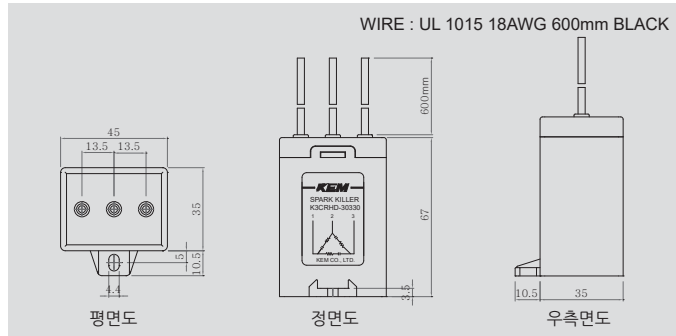 WIRE : UL 1015 18AWG 600mm BLACK
600mm
45
13.5 13.5
35
5
10.5
4.4
평면도
KEM
SPARK KILLER
K3CRHD-30330
1 2 3
KEM CO., LTD.
67
3.5
정면도
10.5 35
우측면도